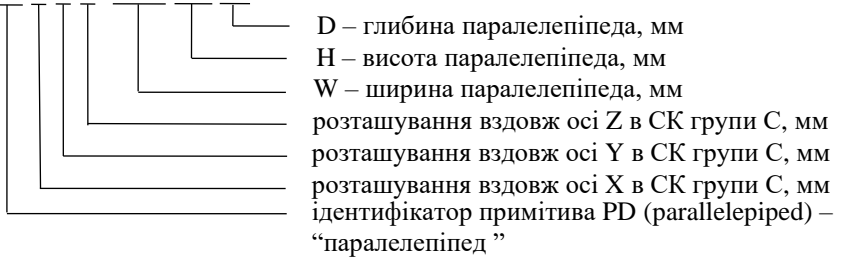 D – глибина паралелепіпеда, мм
H – висота паралелепіпеда, мм
W – ширина паралелепіпеда, мм
розташування вздовж осі Z в СК групи С, мм
розташування вздовж осі Y в СК групи С, мм
розташування вздовж осі X в СК групи С, мм
ідентифікатор примітива PD (parallelepiped) –
“паралелепіпед ”